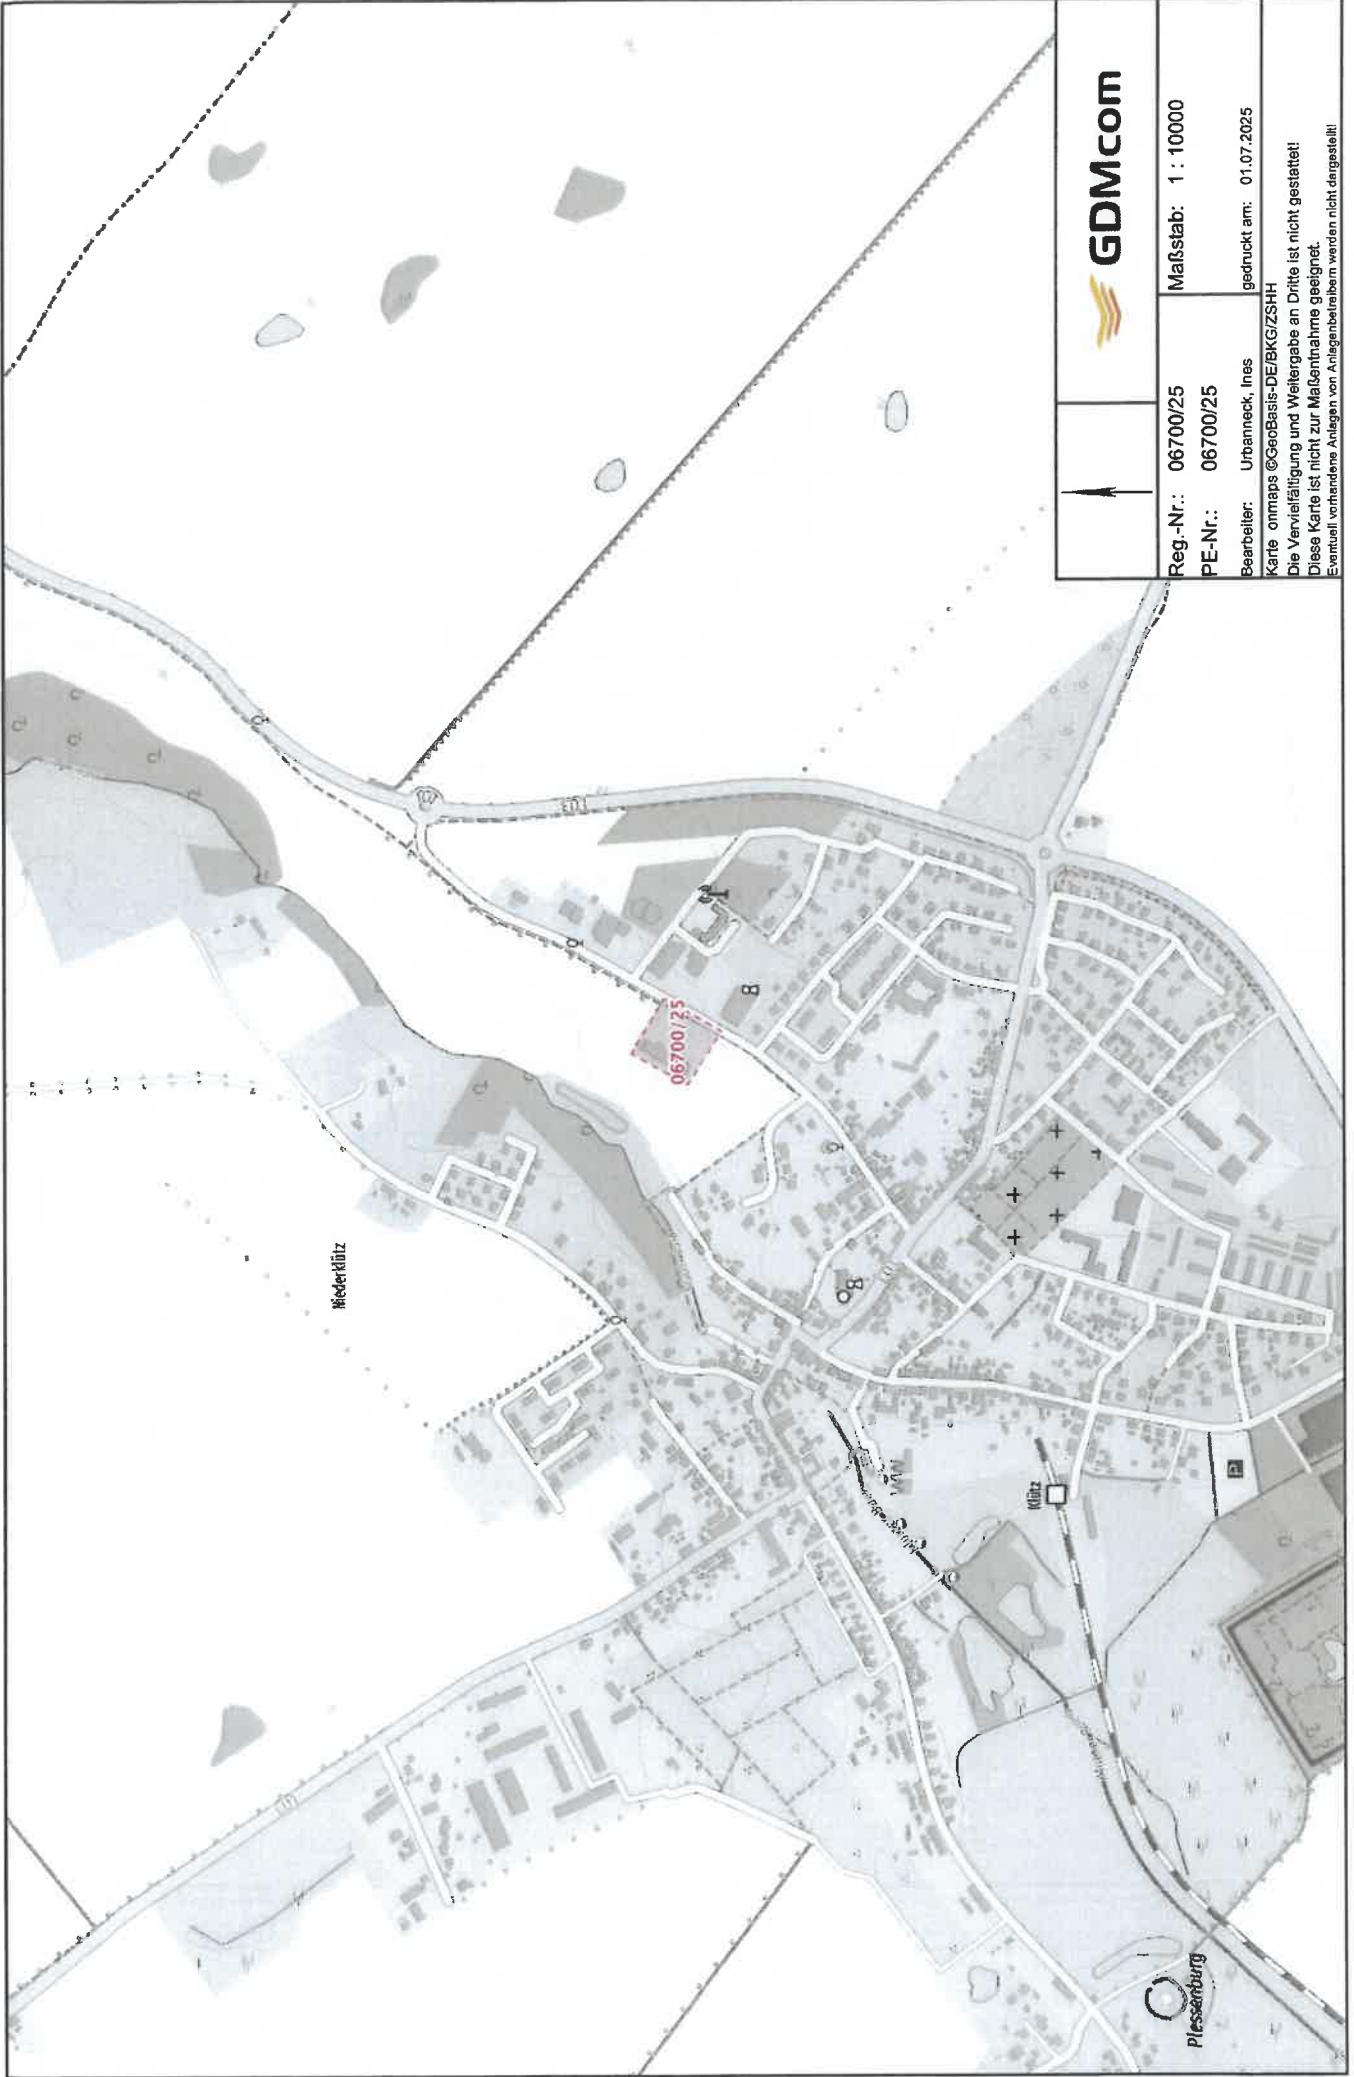 Niederklütz
06700/25
Klütz
P
Plessenburg
GDMcom
Reg.-Nr.: 06700/25
Maßstab: 1 : 10000
PE-Nr.: 06700/25
Bearbeiter: Urbanneck, Ines
gedruckt am: 01.07.2025
Karte onmaps ©GeoBasis-DE/BKG/ZSHH
Die Vervielfältigung und Weitergabe an Dritte ist nicht gestattet!
Diese Karte ist nicht zur Maßentnahme geeignet.
Eventuell vorhandene Anlagen von Anlagenbetreibern werden nicht dargestellt!